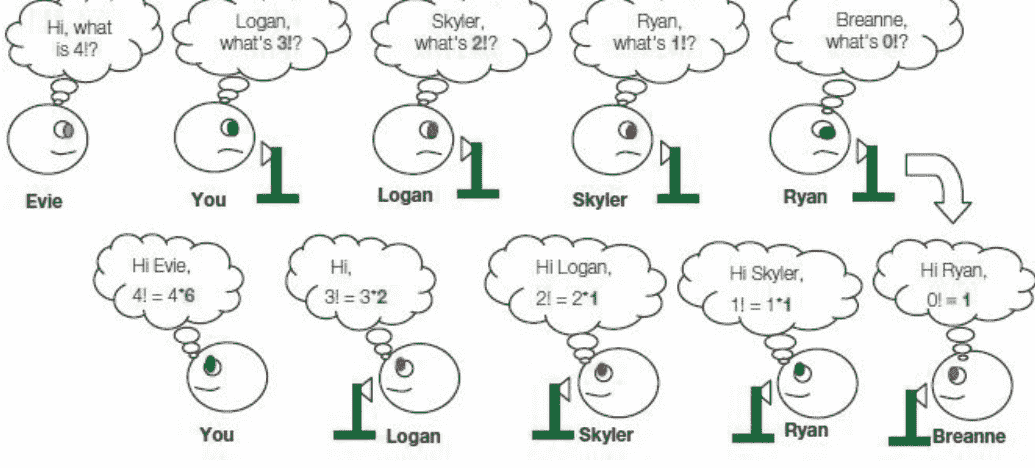 Hi, what
is 4!?
Logan,
what's 3!?
Skyler,
what's 2!?
Ryan,
what's 1!?
Breanne,
what's 0!?
Evie
You
Logan
Skyler
Ryan
Hi Evie,
4! = 4*6
Hi,
3! = 3*2
Hi Logan,
2! = 2*1
Hi Skyler,
1! = 1*1
Hi Ryan,
0! = 1
You
Logan
Skyler
Ryan
Breanne